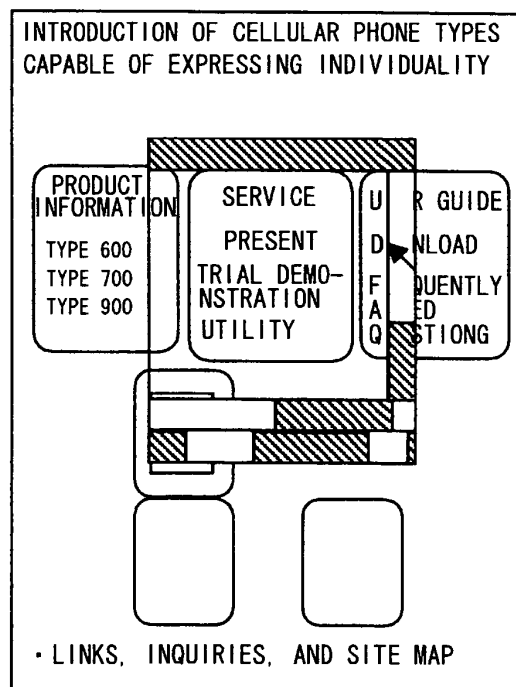 INTRODUCTION OF CELLULAR PHONE TYPES
CAPABLE OF EXPRESSING INDIVIDUALITY
PRODUCT
INFORMATION
TYPE 600
TYPE 700
TYPE 900
SERVICE
PRESENT
TRIAL DEMO-
NSTRATION
UTILITY
U R GUIDE
D NLOAD
F QUENTLY
A ED
Q STIONG
• LINKS, INQUIRIES, AND SITE MAP